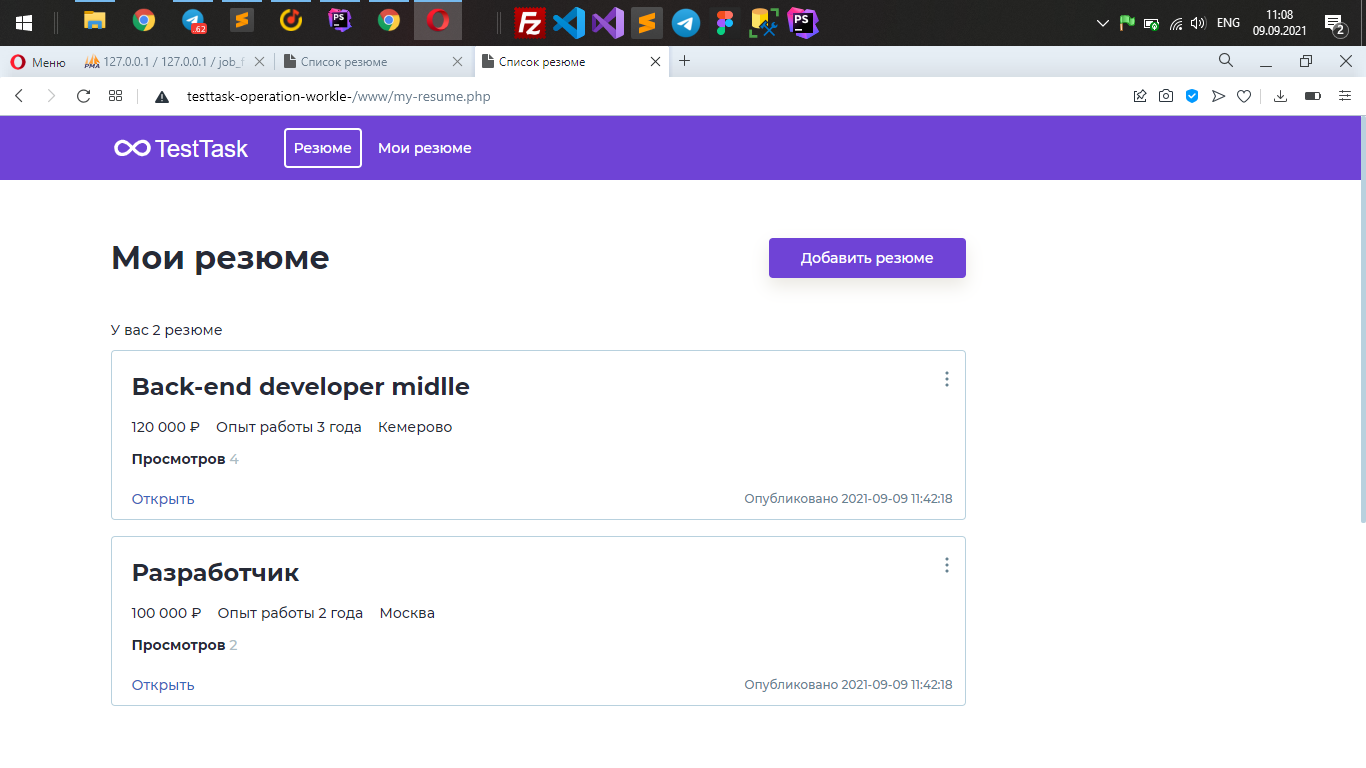 .62
PS
Fz
PS
ENG
11:08
09.09.2021
2
Меню
PMA
127.0.0.1 / 127.0.0.1 / job_f
Список резюме
Список резюме
testtask-operation-workle-/www/my-resume.php
TestTask
Резюме
Мои резюме
Мои резюме
Добавить резюме
У вас 2 резюме
Back-end developer midlle
120 000 ₽ Опыт работы 3 года Кемерово
Просмотров 4
Открыть
Опубликовано 2021-09-09 11:42:18
Разработчик
100 000 ₽ Опыт работы 2 года Москва
Просмотров 2
Открыть
Опубликовано 2021-09-09 11:42:18